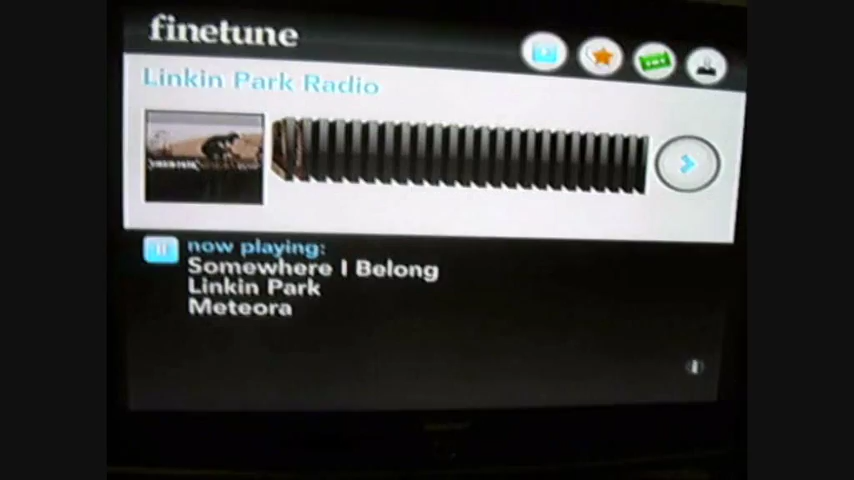 finetune
Linkin Park Radio
now playing:
Somewhere I Belong
Linkin Park
Meteora